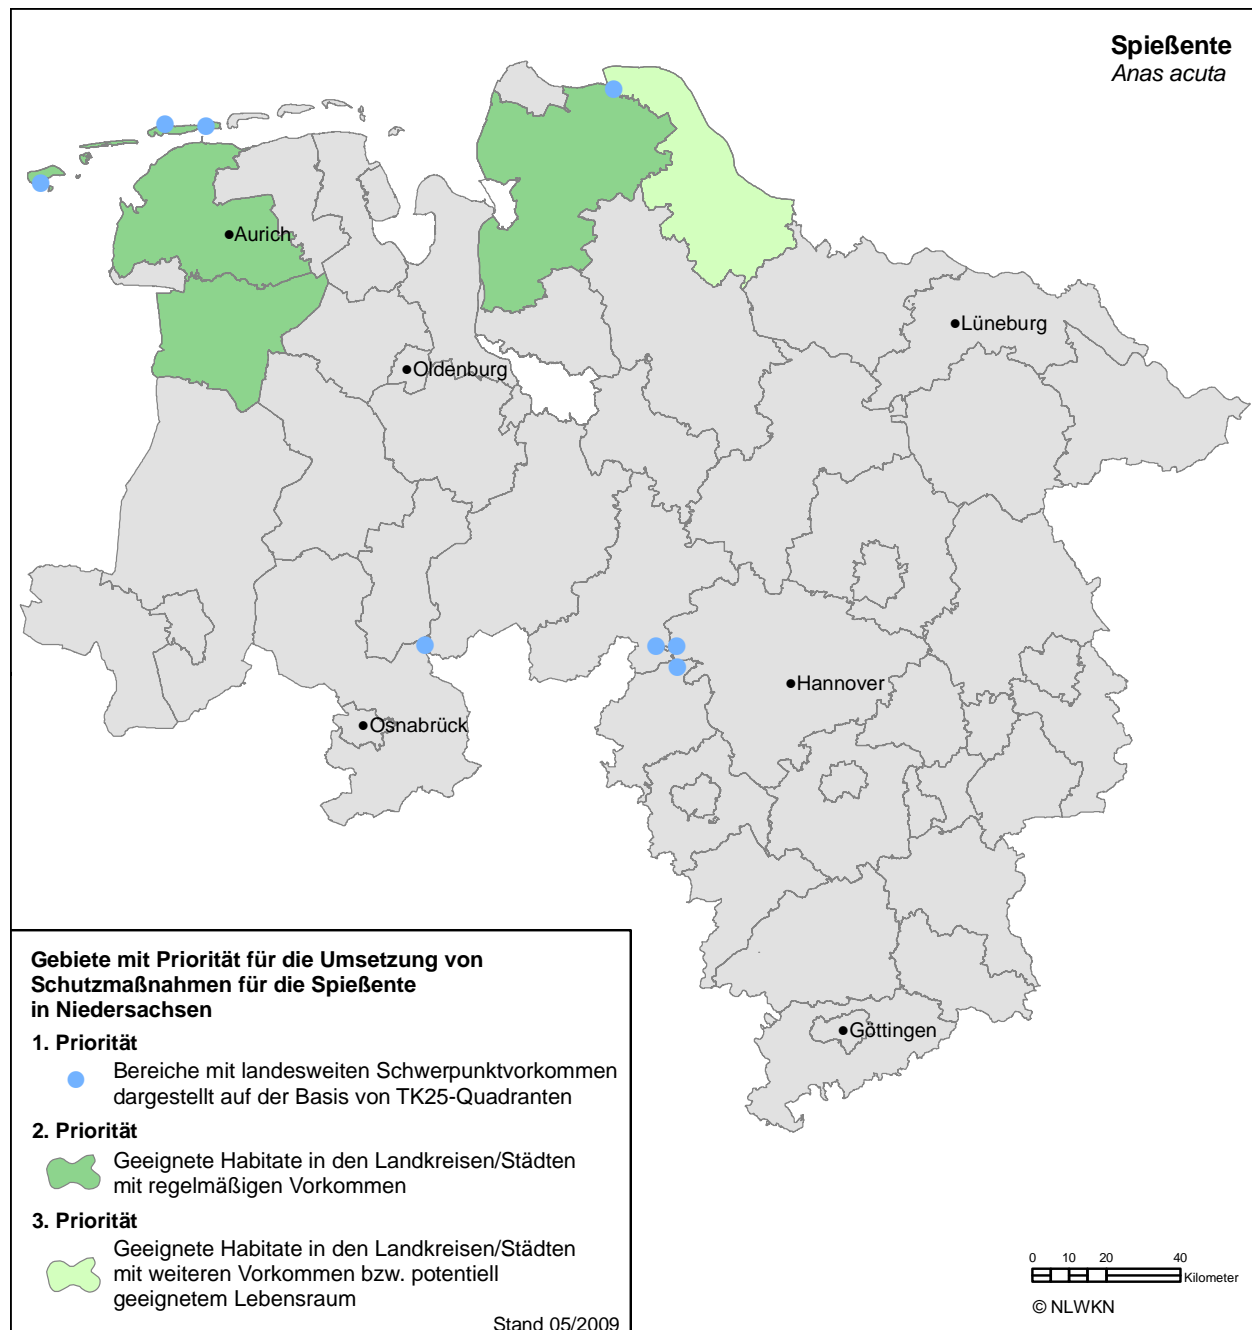 Spießente
Anas acuta
Aurich
Lüneburg
Oldenburg
Hannover
Osnabrück
Göttingen
Gebiete mit Priorität für die Umsetzung von
Schutzmaßnahmen für die Spießente
in Niedersachsen
1. Priorität
Bereiche mit landesweiten Schwerpunktvorkommen
dargestellt auf der Basis von TK25-Quadranten
2. Priorität
Geeignete Habitate in den Landkreisen/Städten
mit regelmäßigen Vorkommen
3. Priorität
Geeignete Habitate in den Landkreisen/Städten
mit weiteren Vorkommen bzw. potentiell
geeignetem Lebensraum
Stand 05/2009
0 10 20 40
Kilometer
© NLWKN